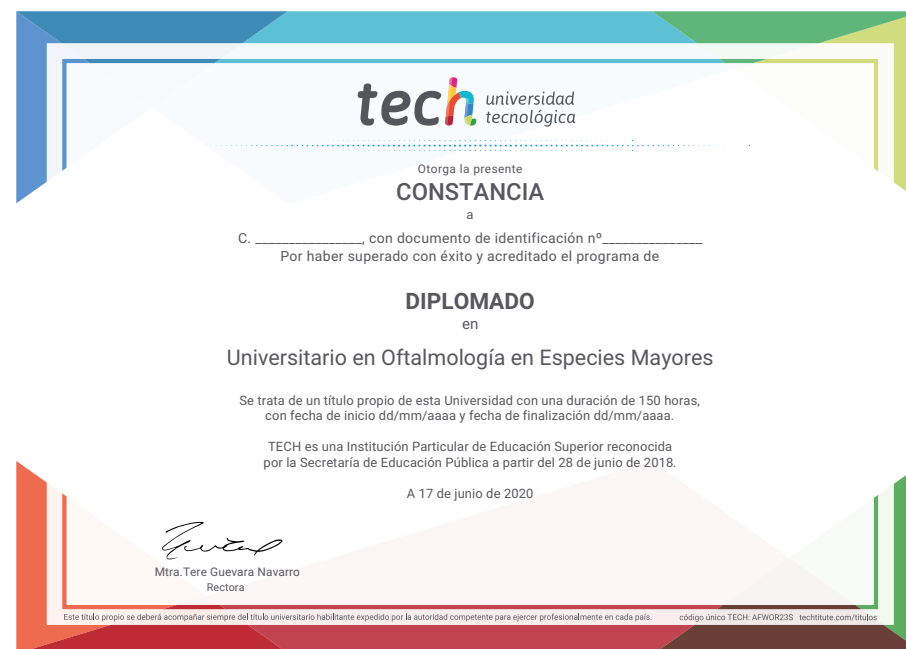 tech universidad
tecnológica
Otorga la presente
CONSTANCIA
a
C. ________________, con documento de identificación nº_______________
Por haber superado con éxito y acreditado el programa de
DIPLOMADO
en
Universitario en Oftalmología en Especies Mayores
Se trata de un título propio de esta Universidad con una duración de 150 horas,
con fecha de inicio dd/mm/aaaa y fecha de finalización dd/mm/aaaa.
TECH es una Institución Particular de Educación Superior reconocida
por la Secretaría de Educación Pública a partir del 28 de junio de 2018.
A 17 de junio de 2020
Mtra.Tere Guevara Navarro
Rectora
Este título propio se deberá acompañar siempre del título universitario habilitante expedido por la autoridad competente para ejercer profesionalmente en cada país. código único TECH: AFWOR23S techtitute.com/titulos